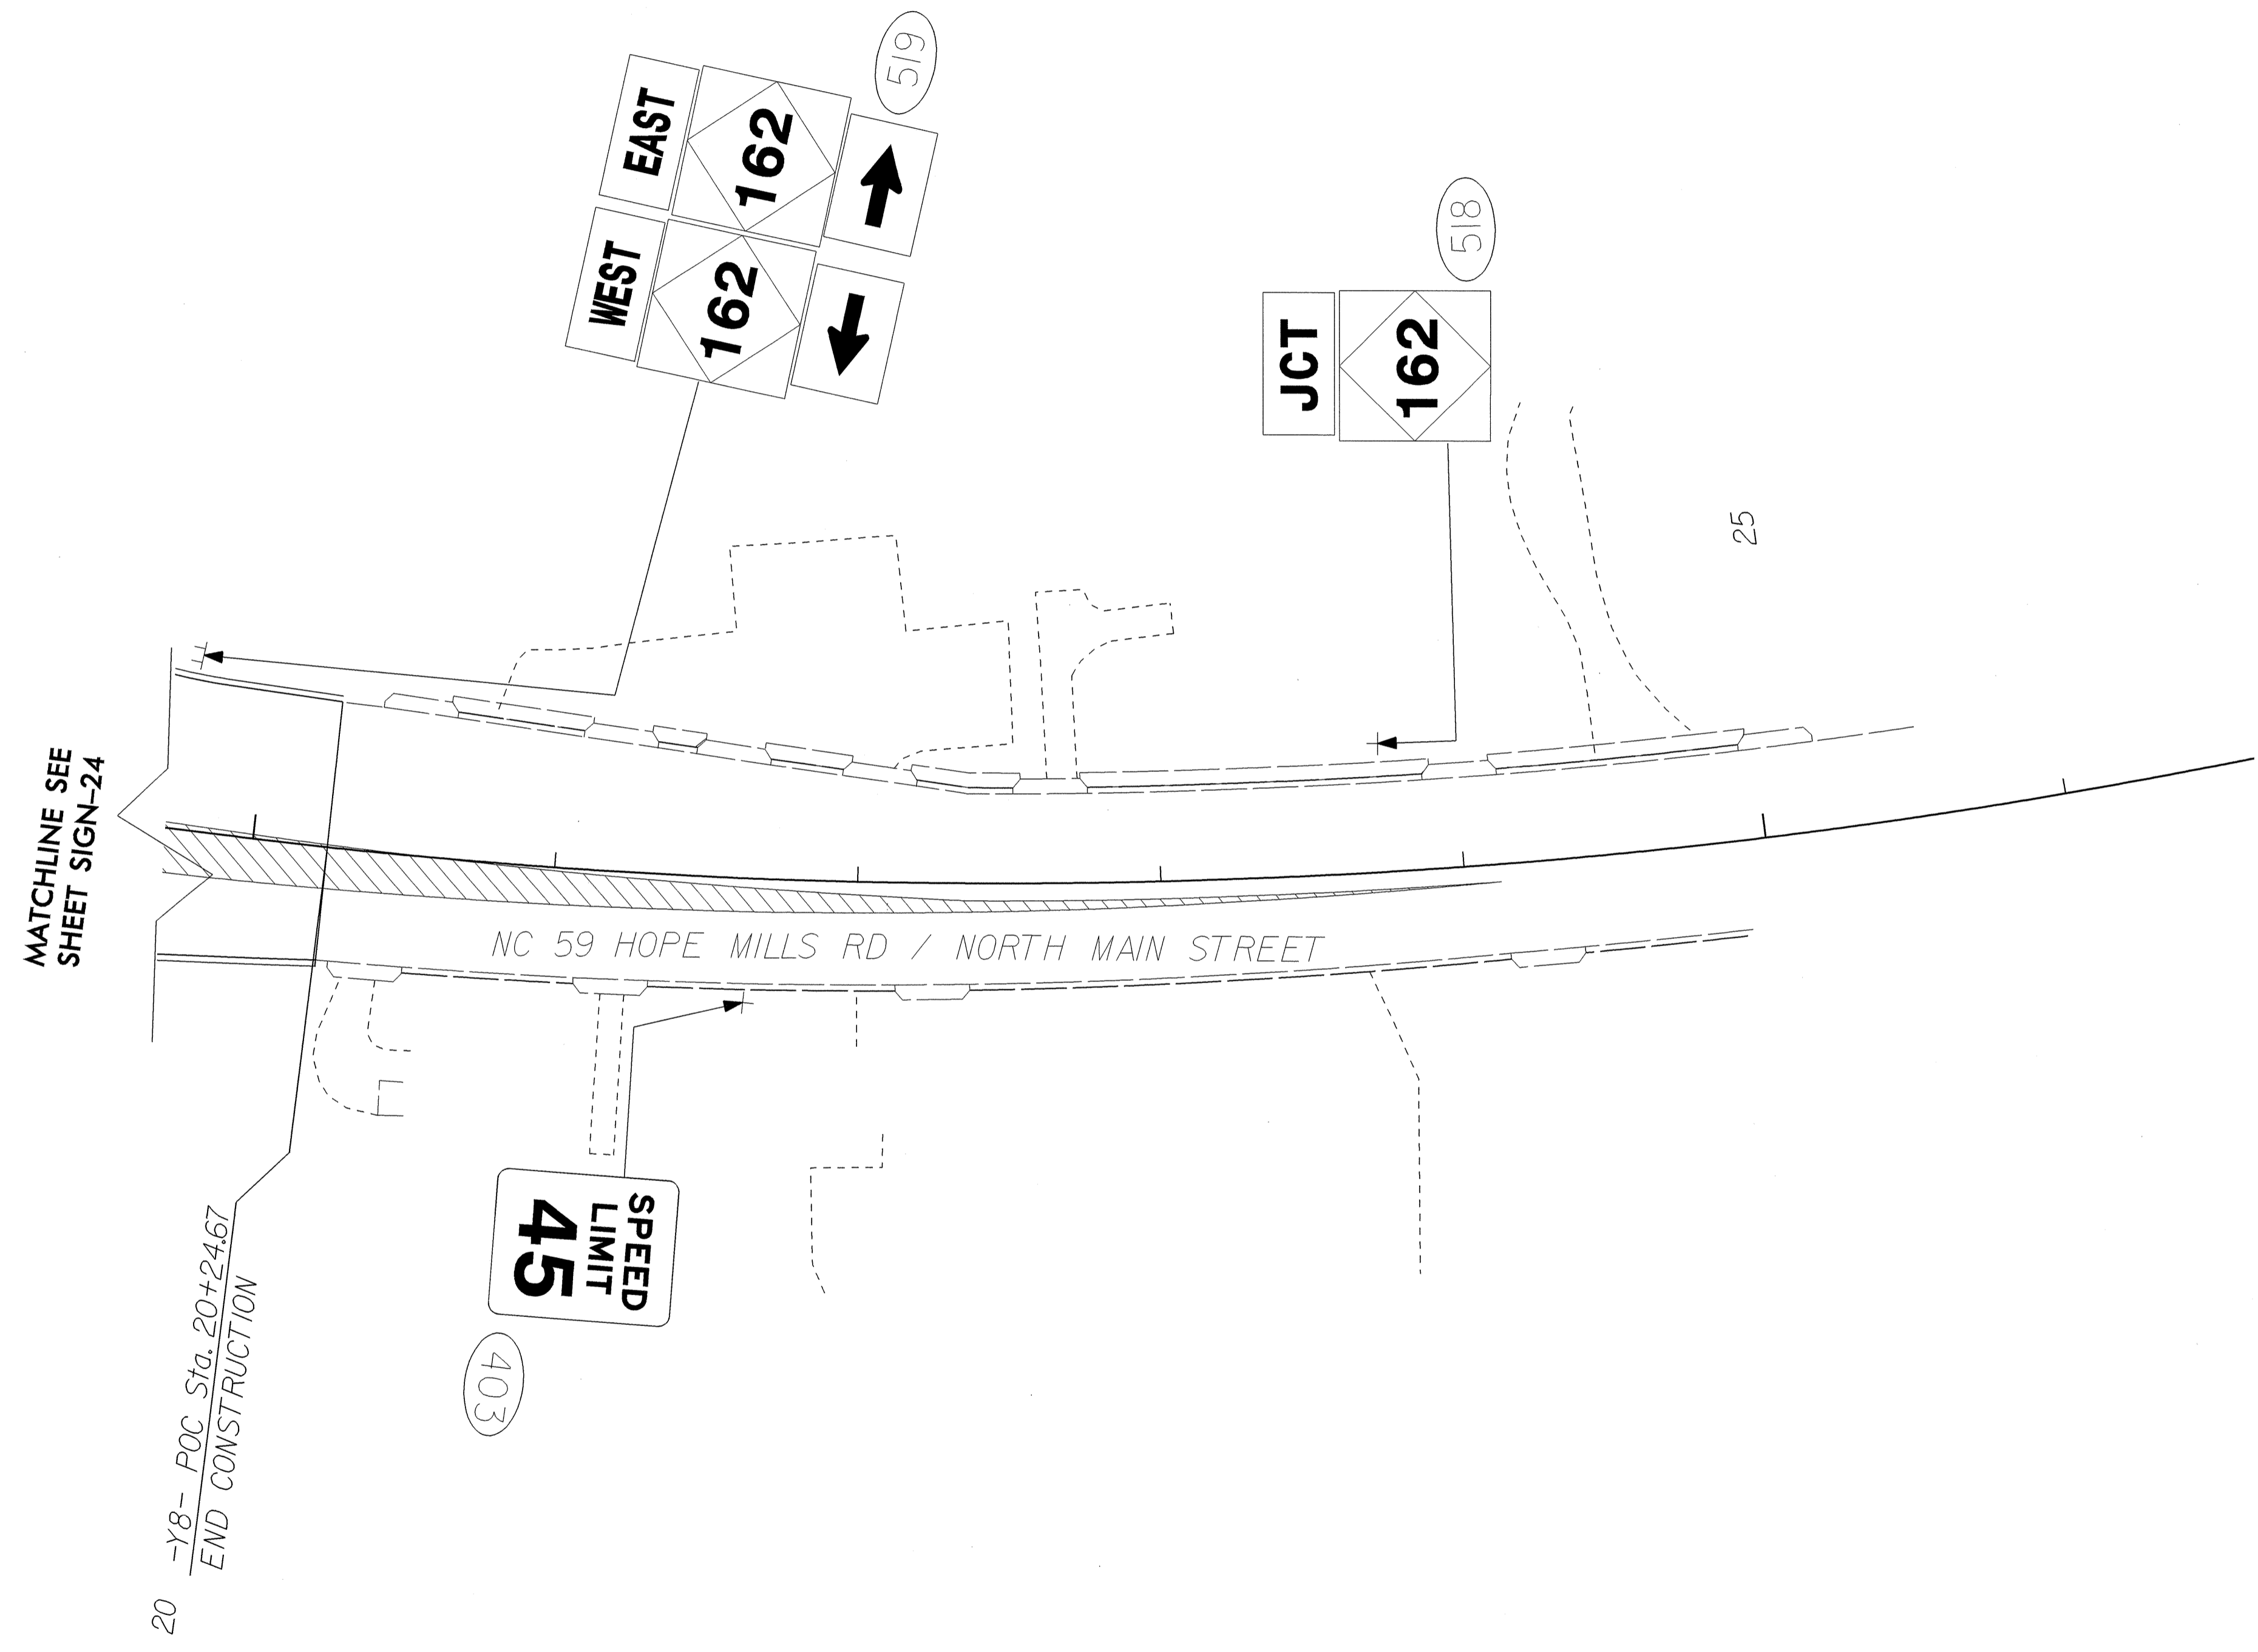 519
EAST
162
WEST
162
518
JCT
162
25
MATCHLINE SEE
SHEET SIGN–24
NC 59 HOPE MILLS RD / NORTH MAIN STREET
SPEED
LIMIT
45
403
-Y8- POC Sta. 20+24.67
END CONSTRUCTION
20